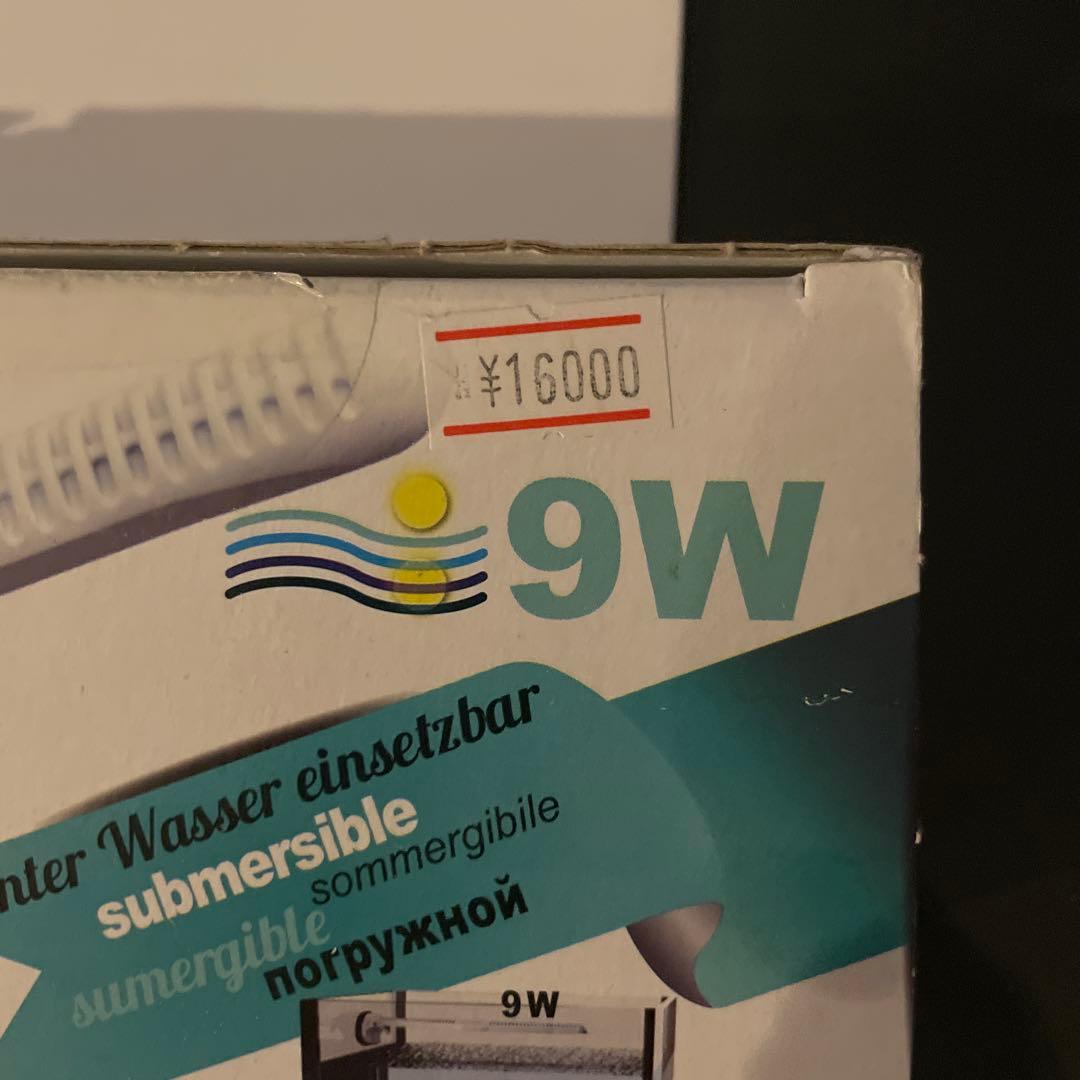 ¥16000
9W
nter Wasser einsetzbar
submersible
sommergibile
sumergible
погружной
9W